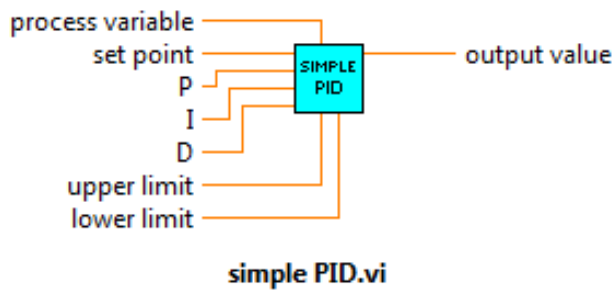 process variable
set point
P
I
D
upper limit
lower limit
SIMPLE
PID
output value
simple PID.vi